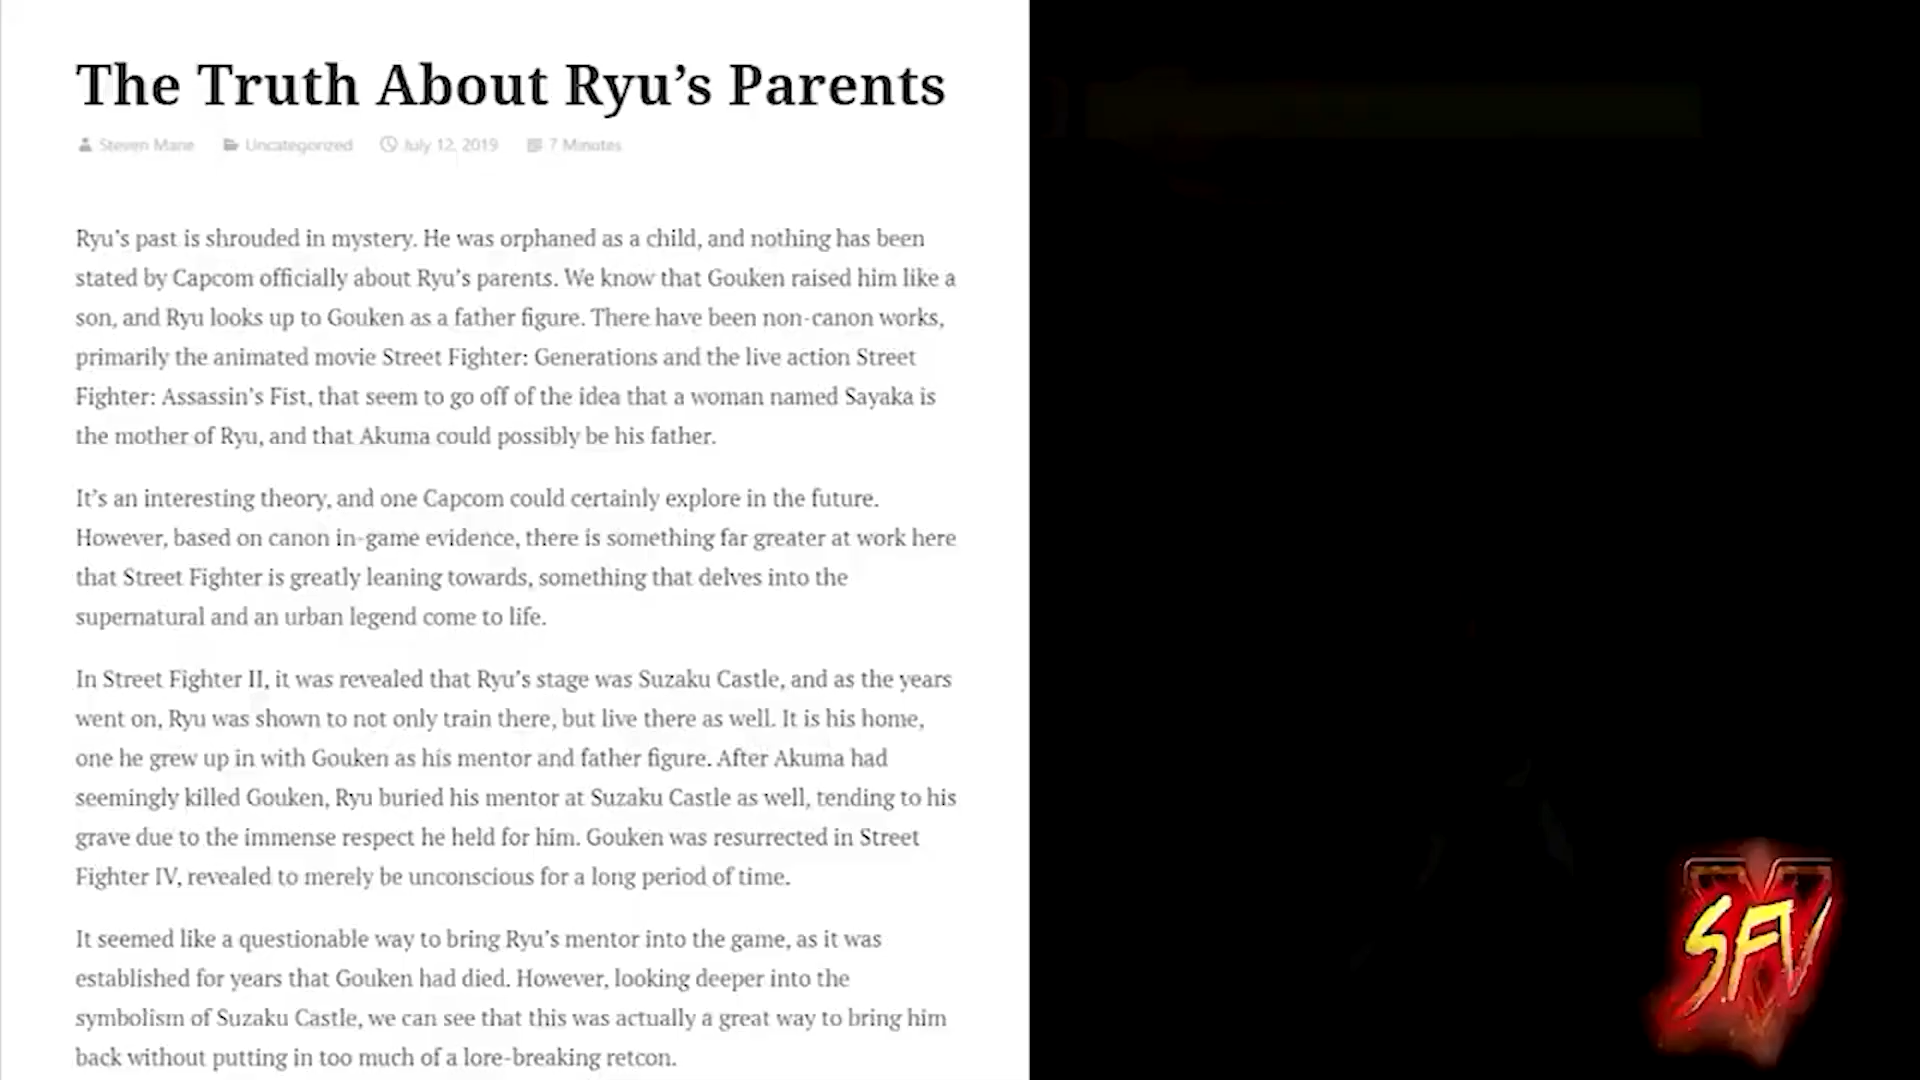 The Truth About Ryu's Parents
Steven Mane Uncategorized July 12, 2019 7 Minutes
Ryu's past is shrouded in mystery. He was orphaned as a child, and nothing has been
stated by Capcom officially about Ryu's parents. We know that Gouken raised him like a
son, and Ryu looks up to Gouken as a father figure. There have been non-canon works,
primarily the animated movie Street Fighter: Generations and the live action Street
Fighter: Assassin's Fist, that seem to go off of the idea that a woman named Sayaka is
the mother of Ryu, and that Akuma could possibly be his father.
It's an interesting theory, and one Capcom could certainly explore in the future.
However, based on canon in-game evidence, there is something far greater at work here
that Street Fighter is greatly leaning towards, something that delves into the
supernatural and an urban legend come to life.
In Street Fighter II, it was revealed that Ryu's stage was Suzaku Castle, and as the years
went on, Ryu was shown to not only train there, but live there as well. It is his home,
one he grew up in with Gouken as his mentor and father figure. After Akuma had
seemingly killed Gouken, Ryu buried his mentor at Suzaku Castle as well, tending to his
grave due to the immense respect he held for him. Gouken was resurrected in Street
Fighter IV, revealed to merely be unconscious for a long period of time.
It seemed like a questionable way to bring Ryu's mentor into the game, as it was
established for years that Gouken had died. However, looking deeper into the
symbolism of Suzaku Castle, we can see that this was actually a great way to bring him
back without putting in too much of a lore-breaking retcon.
V
SFV